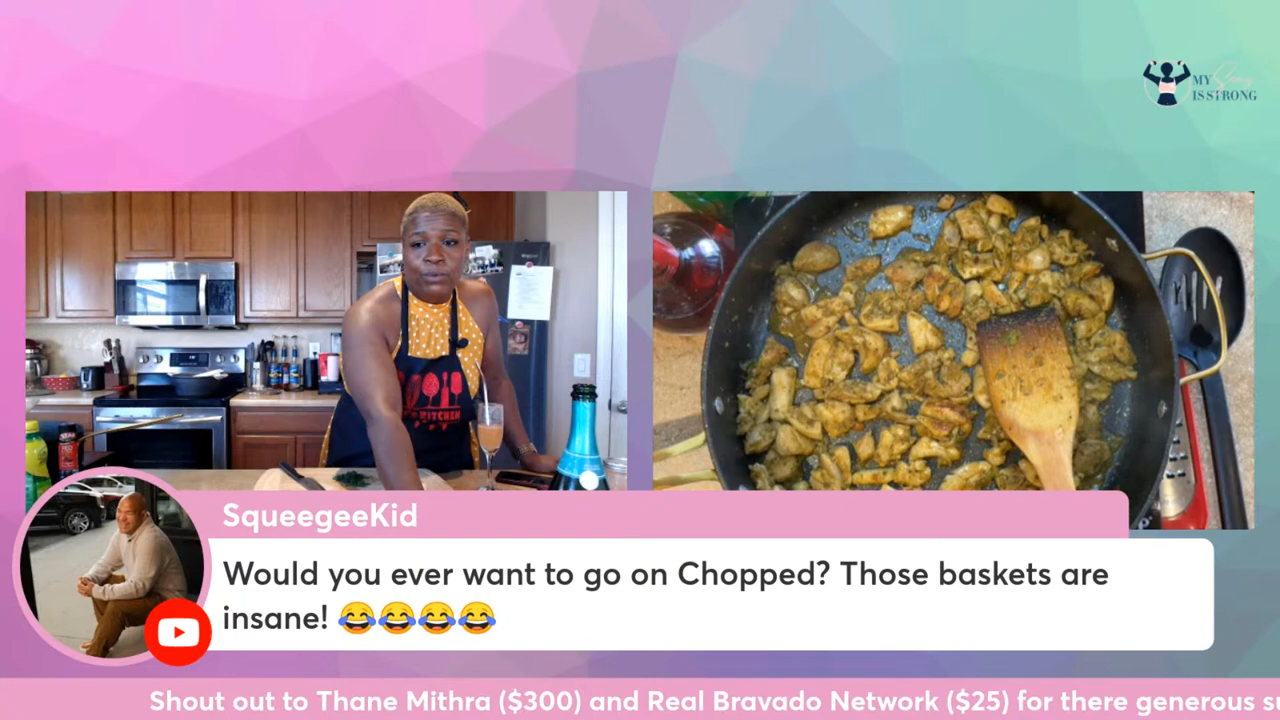 MY Story
IS STRONG
KITCHEN
SqueegeeKid
Would you ever want to go on Chopped? Those baskets are
insane! 😂😂😂😂
Shout out to Thane Mithra ($300) and Real Bravado Network ($25) for there generous su